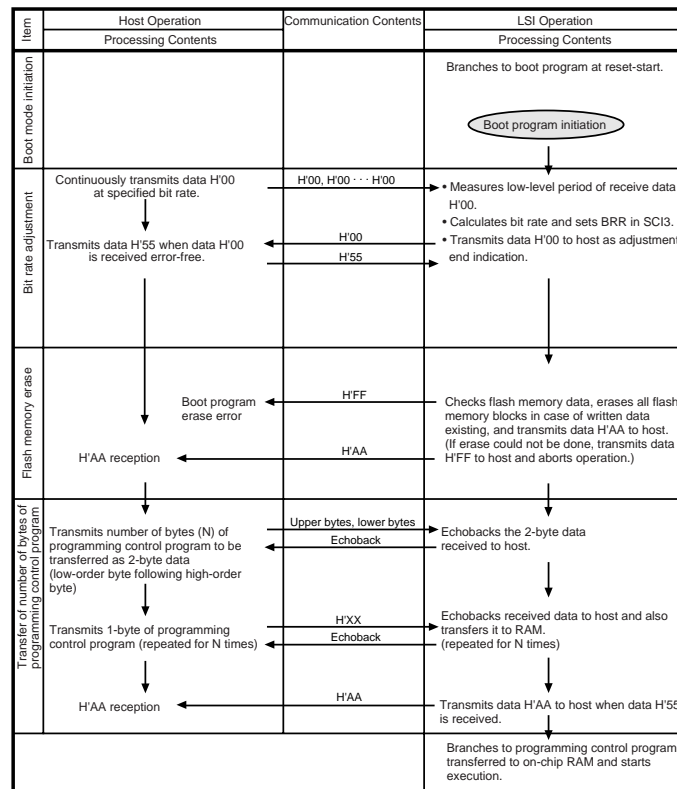 Item
Host Operation
Communication Contents
LSI Operation
Processing Contents
Processing Contents
Boot mode initiation
Branches to boot program at reset-start.
Boot program initiation
Bit rate adjustment
Continuously transmits data H'00
at specified bit rate.
H'00, H'00 · · · H'00
• Measures low-level period of receive data
H'00.
• Calculates bit rate and sets BRR in SCI3.
• Transmits data H'00 to host as adjustment
end indication.
H'00
Transmits data H'55 when data H'00
is received error-free.
H'55
Flash memory erase
Boot program
erase error
H'FF
Checks flash memory data, erases all flash
memory blocks in case of written data
existing, and transmits data H'AA to host.
(If erase could not be done, transmits data
H'FF to host and aborts operation.)
H'AA reception
H'AA
Transfer of number of bytes of
programming control program
Transmits number of bytes (N) of
programming control program to be
transferred as 2-byte data
(low-order byte following high-order
byte)
Upper bytes, lower bytes
Echoback
Echobacks the 2-byte data
received to host.
Transmits 1-byte of programming
control program (repeated for N times)
H'XX
Echoback
Echobacks received data to host and also
transfers it to RAM.
(repeated for N times)
H'AA reception
H'AA
Transmits data H'AA to host when data H'55
is received.
Branches to programming control program
transferred to on-chip RAM and starts
execution.